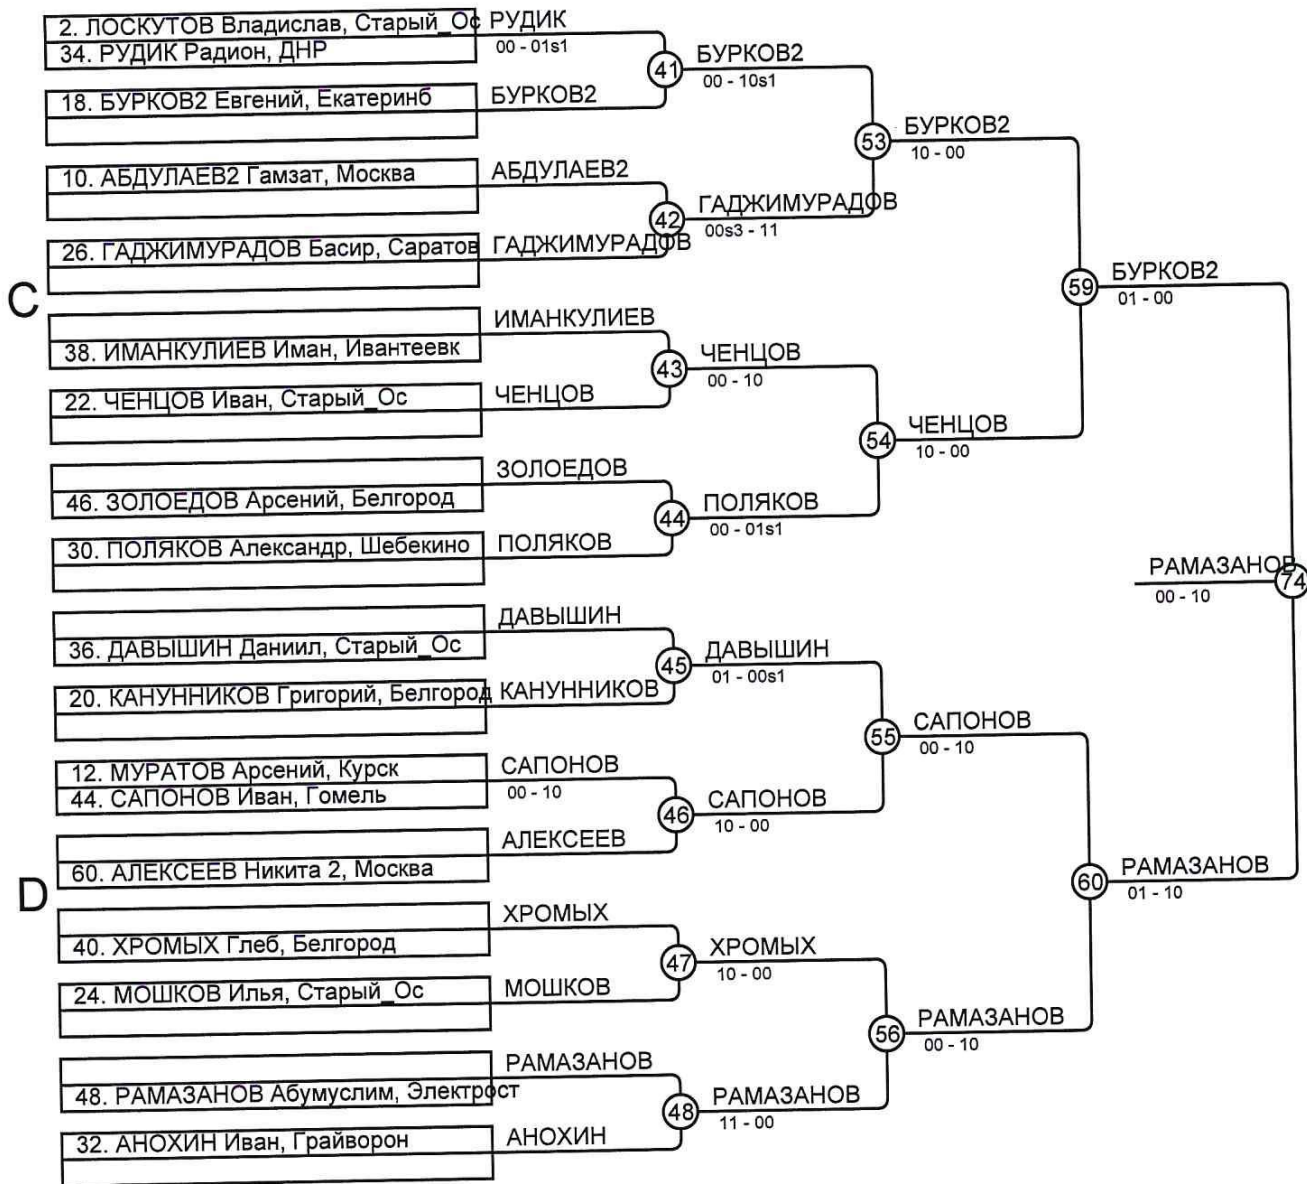 2. ЛОСКУТОВ Владислав, Старый_Ос
34. РУДИК Радион, ДНР
РУДИК
00 - 01s1
18. БУРКОВ2 Евгений, Екатеринб
БУРКОВ2
41
БУРКОВ2
00 - 10s1
10. АБДУЛАЕВ2 Гамзат, Москва
АБДУЛАЕВ2
26. ГАДЖИМУРАДОВ Басир, Саратов
ГАДЖИМУРАДОВ
42
ГАДЖИМУРАДОВ
00s3 - 11
53
БУРКОВ2
10 - 00
C
38. ИМАНКУЛИЕВ Иман, Ивантеевк
ИМАНКУЛИЕВ
22. ЧЕНЦОВ Иван, Старый_Ос
ЧЕНЦОВ
43
ЧЕНЦОВ
00 - 10
46. ЗОЛОЕДОВ Арсений, Белгород
ЗОЛОЕДОВ
30. ПОЛЯКОВ Александр, Шебекино
ПОЛЯКОВ
44
ПОЛЯКОВ
00 - 01s1
54
ЧЕНЦОВ
10 - 00
59
БУРКОВ2
01 - 00
36. ДАВЫШИН Даниил, Старый_Ос
ДАВЫШИН
20. КАНУННИКОВ Григорий, Белгород
КАНУННИКОВ
45
ДАВЫШИН
01 - 00s1
12. МУРАТОВ Арсений, Курск
44. САПОНОВ Иван, Гомель
САПОНОВ
00 - 10
60. АЛЕКСЕЕВ Никита 2, Москва
АЛЕКСЕЕВ
46
САПОНОВ
10 - 00
55
САПОНОВ
00 - 10
D
40. ХРОМЫХ Глеб, Белгород
ХРОМЫХ
24. МОШКОВ Илья, Старый_Ос
МОШКОВ
47
ХРОМЫХ
10 - 00
48. РАМАЗАНОВ Абумуслим, Электрост
РАМАЗАНОВ
32. АНОХИН Иван, Грайворон
АНОХИН
48
РАМАЗАНОВ
11 - 00
56
РАМАЗАНОВ
00 - 10
60
РАМАЗАНОВ
01 - 10
РАМАЗАНОВ
00 - 10
74